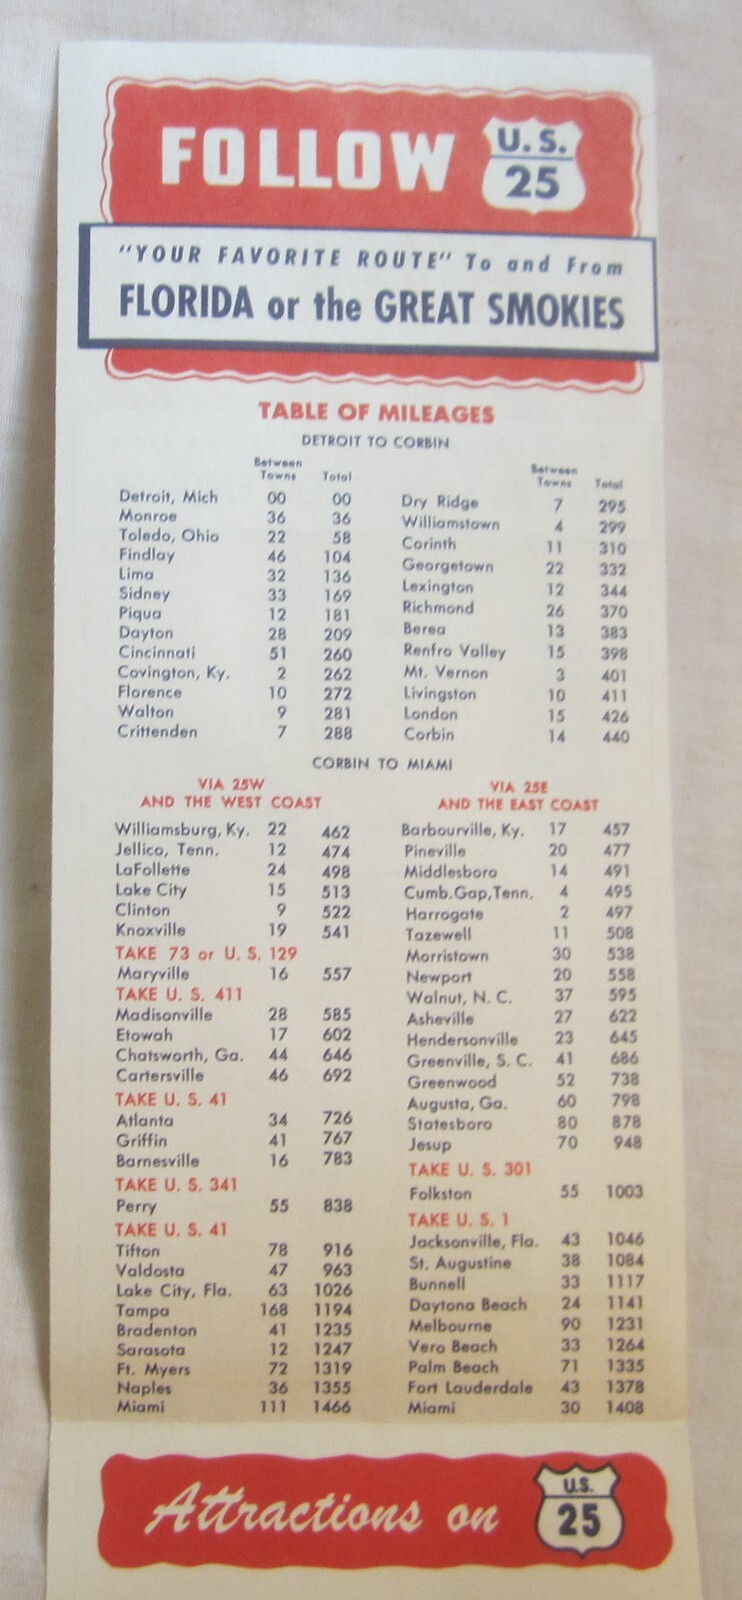 FOLLOW U.S. 25
"YOUR FAVORITE ROUTE" To and From
FLORIDA or the GREAT SMOKIES
TABLE OF MILEAGES
DETROIT TO CORBIN
Between Towns Total
Detroit, Mich 00 00
Monroe 36 36
Toledo, Ohio 22 58
Findlay 46 104
Lima 32 136
Sidney 33 169
Piqua 12 181
Dayton 28 209
Cincinnati 51 260
Covington, Ky. 2 262
Florence 10 272
Walton 9 281
Crittenden 7 288
Between Towns Total
Dry Ridge 7 295
Williamstown 4 299
Corinth 11 310
Georgetown 22 332
Lexington 12 344
Richmond 26 370
Berea 13 383
Renfro Valley 15 398
Mt. Vernon 3 401
Livingston 10 411
London 15 426
Corbin 14 440
CORBIN TO MIAMI
VIA 25W
AND THE WEST COAST
Williamsburg, Ky. 22 462
Jellico, Tenn. 12 474
LaFollette 24 498
Lake City 15 513
Clinton 9 522
Knoxville 19 541
TAKE 73 or U. S. 129
Maryville 16 557
TAKE U. S. 411
Madisonville 28 585
Etowah 17 602
Chatsworth, Ga. 44 646
Cartersville 46 692
TAKE U. S. 41
Atlanta 34 726
Griffin 41 767
Barnesville 16 783
TAKE U. S. 341
Perry 55 838
TAKE U. S. 41
Tifton 78 916
Valdosta 47 963
Lake City, Fla. 63 1026
Tampa 168 1194
Bradenton 41 1235
Sarasota 12 1247
Ft. Myers 72 1319
Naples 36 1355
Miami 111 1466
VIA 25E
AND THE EAST COAST
Barbourville, Ky. 17 457
Pineville 20 477
Middlesboro 14 491
Cumb.Gap,Tenn. 4 495
Harrogate 2 497
Tazewell 11 508
Morristown 30 538
Newport 20 558
Walnut, N. C. 37 595
Asheville 27 622
Hendersonville 23 645
Greenville, S. C. 41 686
Greenwood 52 738
Augusta, Ga. 60 798
Statesboro 80 878
Jesup 70 948
TAKE U. S. 301
Folkston 55 1003
TAKE U. S. 1
Jacksonville, Fla. 43 1046
St. Augustine 38 1084
Bunnell 33 1117
Daytona Beach 24 1141
Melbourne 90 1231
Vero Beach 33 1264
Palm Beach 71 1335
Fort Lauderdale 43 1378
Miami 30 1408
Attractions on U.S. 25